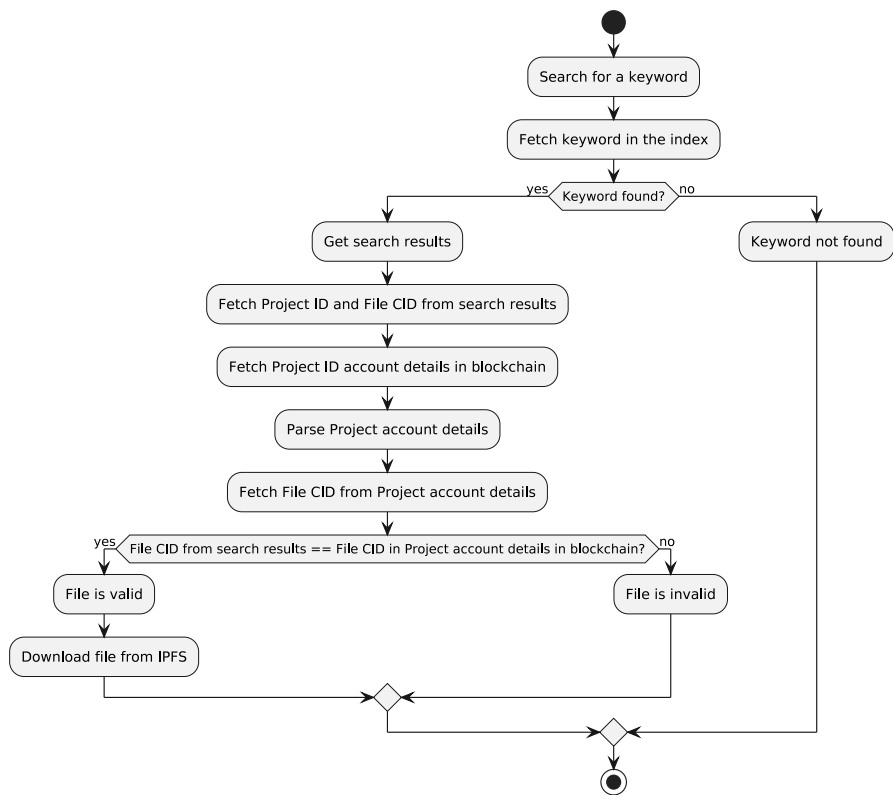 Search for a keyword
Fetch keyword in the index
yes
Keyword found?
no
Get search results
Keyword not found
Fetch Project ID and File CID from search results
Fetch Project ID account details in blockchain
Parse Project account details
Fetch File CID from Project account details
yes
File CID from search results == File CID in Project account details in blockchain?
no
File is valid
File is invalid
Download file from IPFS